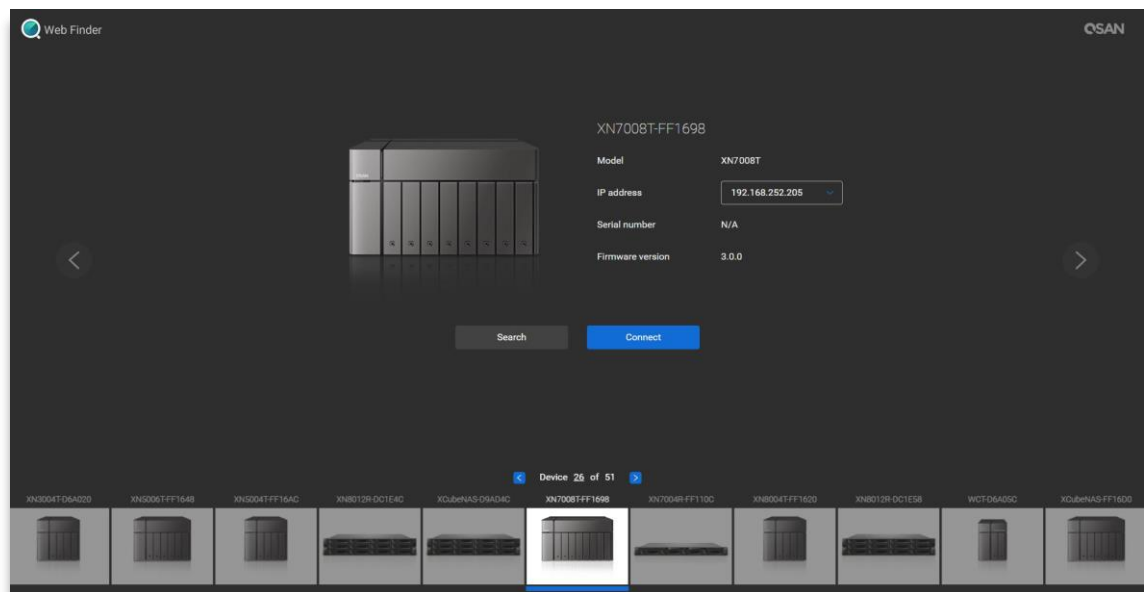 Web Finder
QSAN
XN7008T-FF1698
Model XN7008T
IP address 192.168.252.205
Serial number N/A
Firmware version 3.0.0
Search Connect
Device 26 of 51
XN3004T-D6A020 XN5006T-FF1648 XN5004T-FF16AC XN8012R-DC1E4C XCubeNAS-D9AD4C XN7008T-FF1698 XN7004R-FF110C XN8004T-FF1620 XN8012R-DC1E58 WCT-D6A05C XCubeNAS-FF16D0